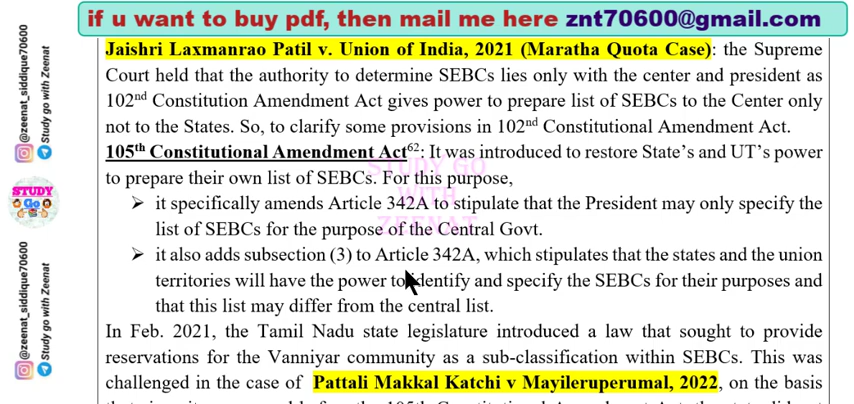 if u want to buy pdf, then mail me here znt70600@gmail.com
Jaishri Laxmanrao Patil v. Union of India, 2021 (Maratha Quota Case): the Supreme
Court held that the authority to determine SEBCs lies only with the center and president as
102nd Constitution Amendment Act gives power to prepare list of SEBCs to the Center only
not to the States. So, to clarify some provisions in 102nd Constitutional Amendment Act.
105th Constitutional Amendment Act62: It was introduced to restore State's and UT's power
to prepare their own list of SEBCs. For this purpose,
➤ it specifically amends Article 342A to stipulate that the President may only specify the
list of SEBCs for the purpose of the Central Govt.
➤ it also adds subsection (3) to Article 342A, which stipulates that the states and the union
territories will have the power to identify and specify the SEBCs for their purposes and
that this list may differ from the central list.
In Feb. 2021, the Tamil Nadu state legislature introduced a law that sought to provide
reservations for the Vanniyar community as a sub-classification within SEBCs. This was
challenged in the case of Pattali Makkal Katchi v Mayileruperumal, 2022, on the basis
@zeenat_siddique70600
Study go with Zeenat
STUDY
Go
@zeenat_siddique70600
Study go with Zeenat
STUDY GO
WITH
ZEENAT